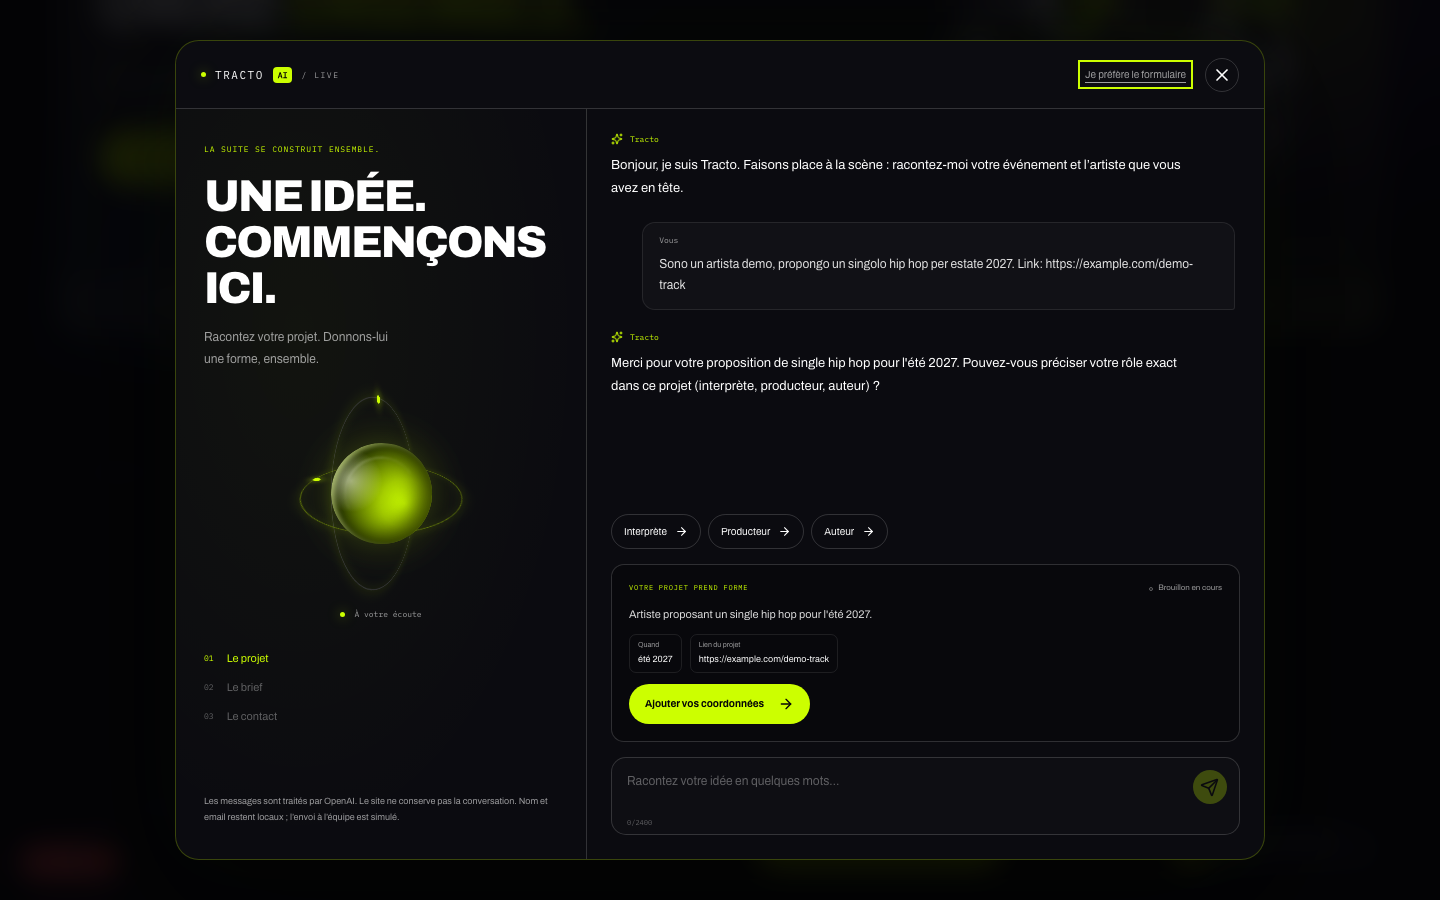 TRACTO AI / LIVE
Je préfère le formulaire
LA SUITE SE CONSTRUIT ENSEMBLE.
UNE IDÉE.
COMMENÇONS
ICI.
Racontez votre projet. Donnons-lui
une forme, ensemble.
À votre écoute
01 Le projet
02 Le brief
03 Le contact
Les messages sont traités par OpenAI. Le site ne conserve pas la conversation. Nom et
email restent locaux ; l'envoi à l'équipe est simulé.
Tracto
Bonjour, je suis Tracto. Faisons place à la scène : racontez-moi votre événement et l'artiste que vous
avez en tête.
Vous
Sono un artista demo, propongo un singolo hip hop per estate 2027. Link: https://example.com/demo-
track
Tracto
Merci pour votre proposition de single hip hop pour l'été 2027. Pouvez-vous préciser votre rôle exact
dans ce projet (interprète, producteur, auteur) ?
Interprète
Producteur
Auteur
VOTRE PROJET PREND FORME
Brouillon en cours
Artiste proposant un single hip hop pour l'été 2027.
Quand
été 2027
Lien du projet
https://example.com/demo-track
Ajouter vos coordonnées
Racontez votre idée en quelques mots...
0/2400